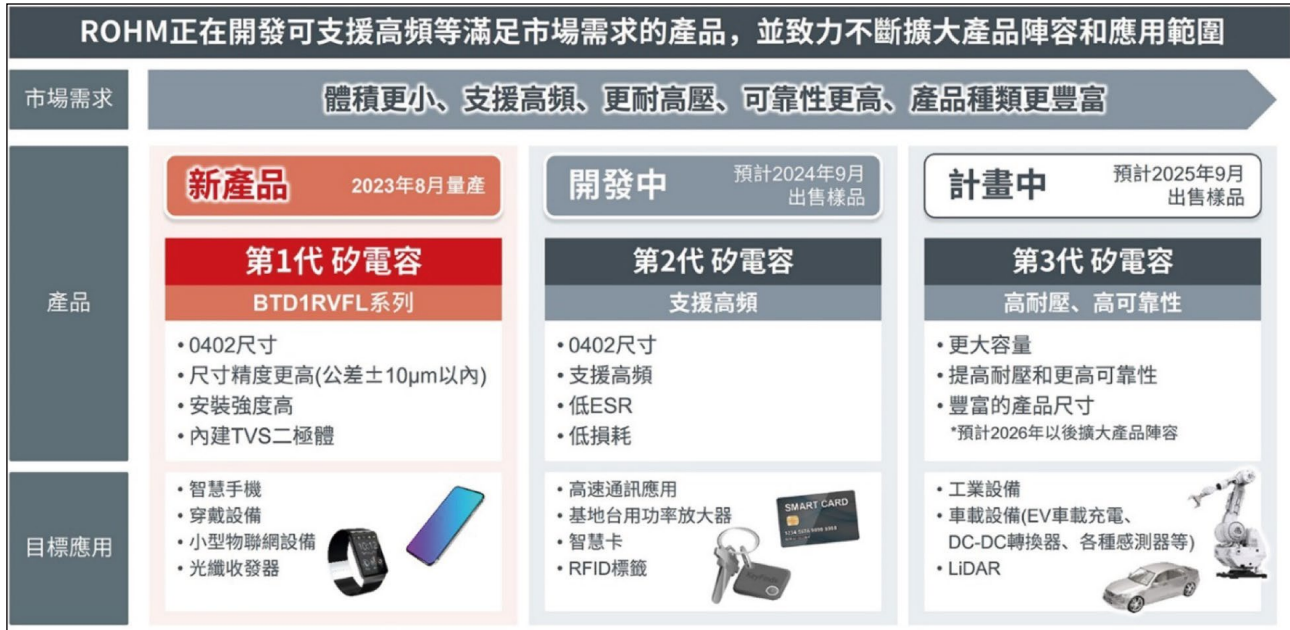 ROHM正在開發可支援高頻等滿足市場需求的產品，並致力不斷擴大產品陣容和應用範圍
市場需求
體積更小、支援高頻、更耐高壓、可靠性更高、產品種類更豐富
產品
新產品
2023年8月量產
第1代 矽電容
BTD1RVFL系列
• 0402尺寸
• 尺寸精度更高(公差±10μm以內)
• 安裝強度高
• 內建TVS二極體
開發中
預計2024年9月
出售樣品
第2代 矽電容
支援高頻
• 0402尺寸
• 支援高頻
• 低ESR
• 低損耗
計畫中
預計2025年9月
出售樣品
第3代 矽電容
高耐壓、高可靠性
• 更大容量
• 提高耐壓和更高可靠性
• 豐富的產品尺寸
*預計2026年以後擴大產品陣容
目標應用
• 智慧手機
• 穿戴設備
• 小型物聯網設備
• 光纖收發器
• 高速通訊應用
• 基地台用功率放大器
• 智慧卡
• RFID標籤
SMART CARD
• 工業設備
• 車載設備(EV車載充電、
DC-DC轉換器、各種感測器等)
• LiDAR